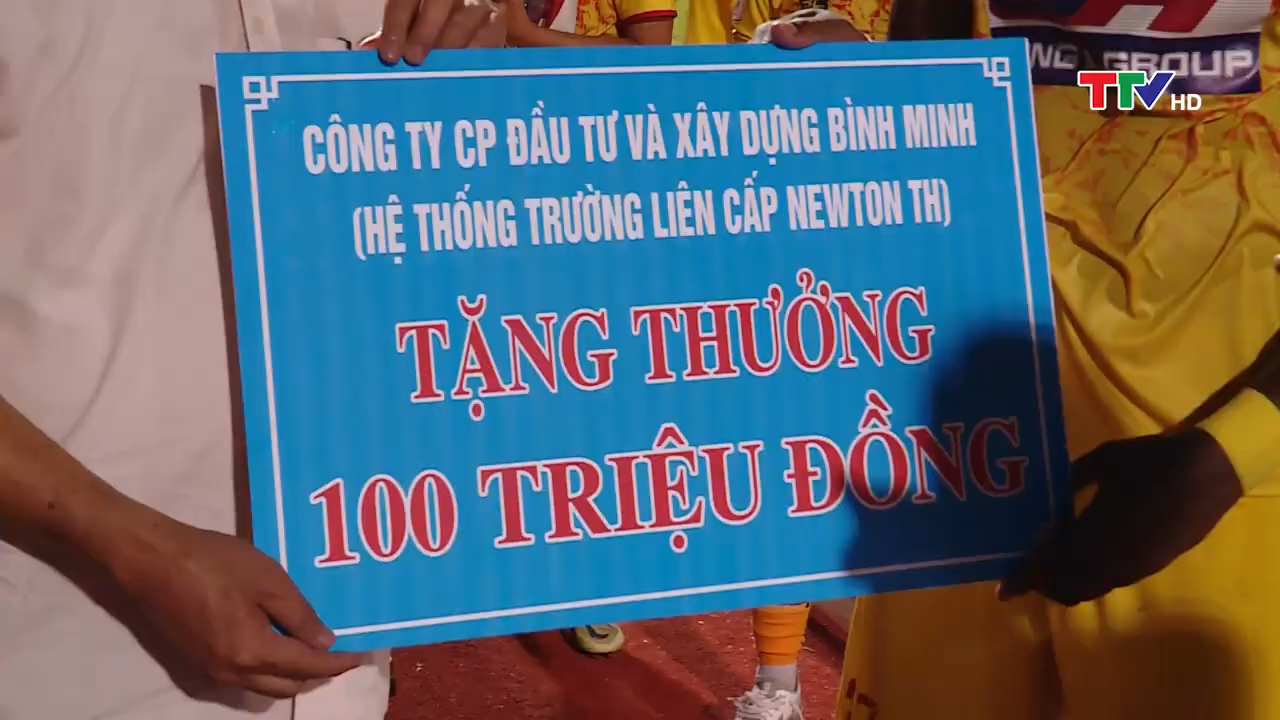 CÔNG TY CP ĐẦU TƯ VÀ XÂY DỰNG BÌNH MINH
(HỆ THỐNG TRƯỜNG LIÊN CẤP NEWTON TH)
TẶNG THƯỞNG
100 TRIỆU ĐỒNG
GROUP
TTV HD